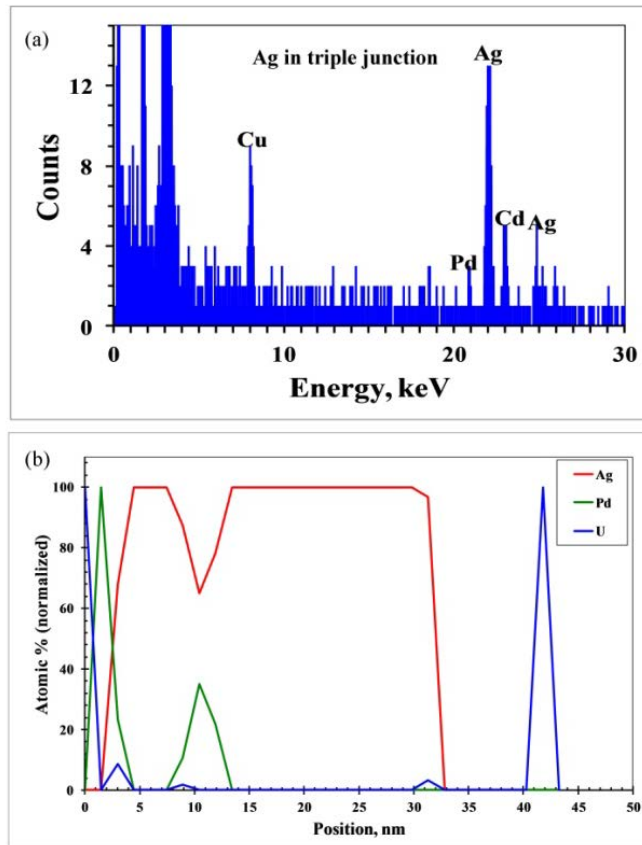 (a)
Ag in triple junction
Ag
Cu
Cd Ag
Pd
Counts
12
8
4
0
0 10 20 30
Energy, keV
(b)
Ag
Pd
U
Atomic % (normalized)
100
80
60
40
20
0
0 5 10 15 20 25 30 35 40 45 50
Position, nm